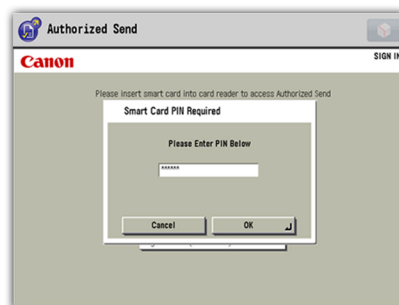 Authorized Send
Canon
SIGN IN
Please insert smart card into card reader to access Authorized Send
Smart Card PIN Required
Please Enter PIN Below
******
Cancel
OK